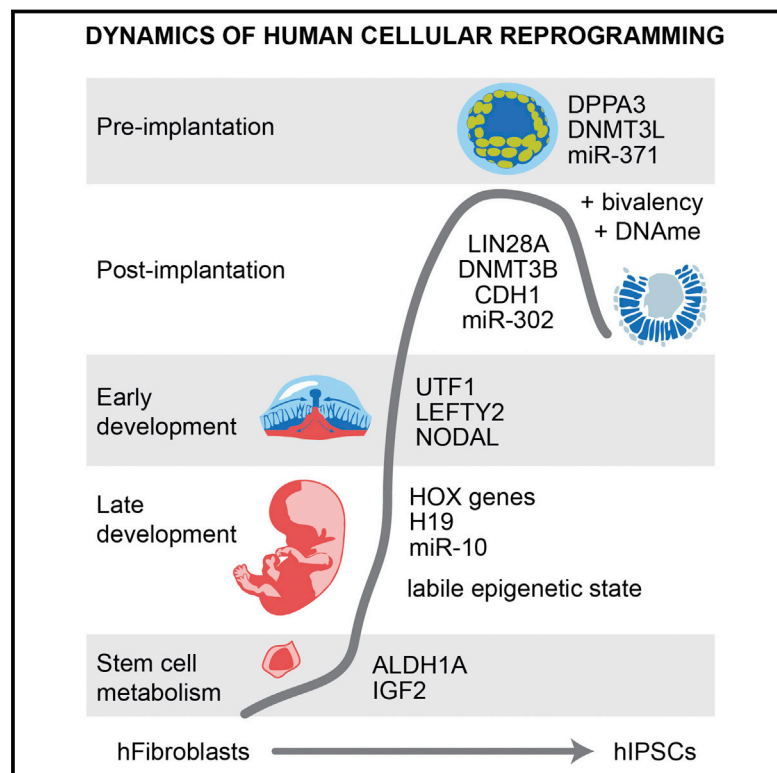 DYNAMICS OF HUMAN CELLULAR REPROGRAMMING
Pre-implantation
DPPA3
DNMT3L
miR-371
+ bivalency
+ DNAme
Post-implantation
LIN28A
DNMT3B
CDH1
miR-302
Early
development
UTF1
LEFTY2
NODAL
Late
development
HOX genes
H19
miR-10
labile epigenetic state
Stem cell
metabolism
ALDH1A
IGF2
hFibroblasts
hIPSCs